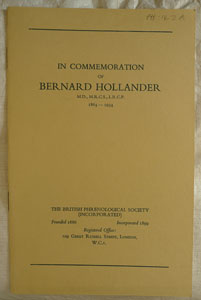 IN COMMEMORATION
OF
BERNARD HOLLANDER
M.D., M.R.C.S., L.R.C.P.
1864 — 1934
THE BRITISH PHRENOLOGICAL SOCIETY
(INCORPORATED)
Founded 1886 Incorporated 1899
Registered Office:
Great Russell Street, London,
W.C.1.